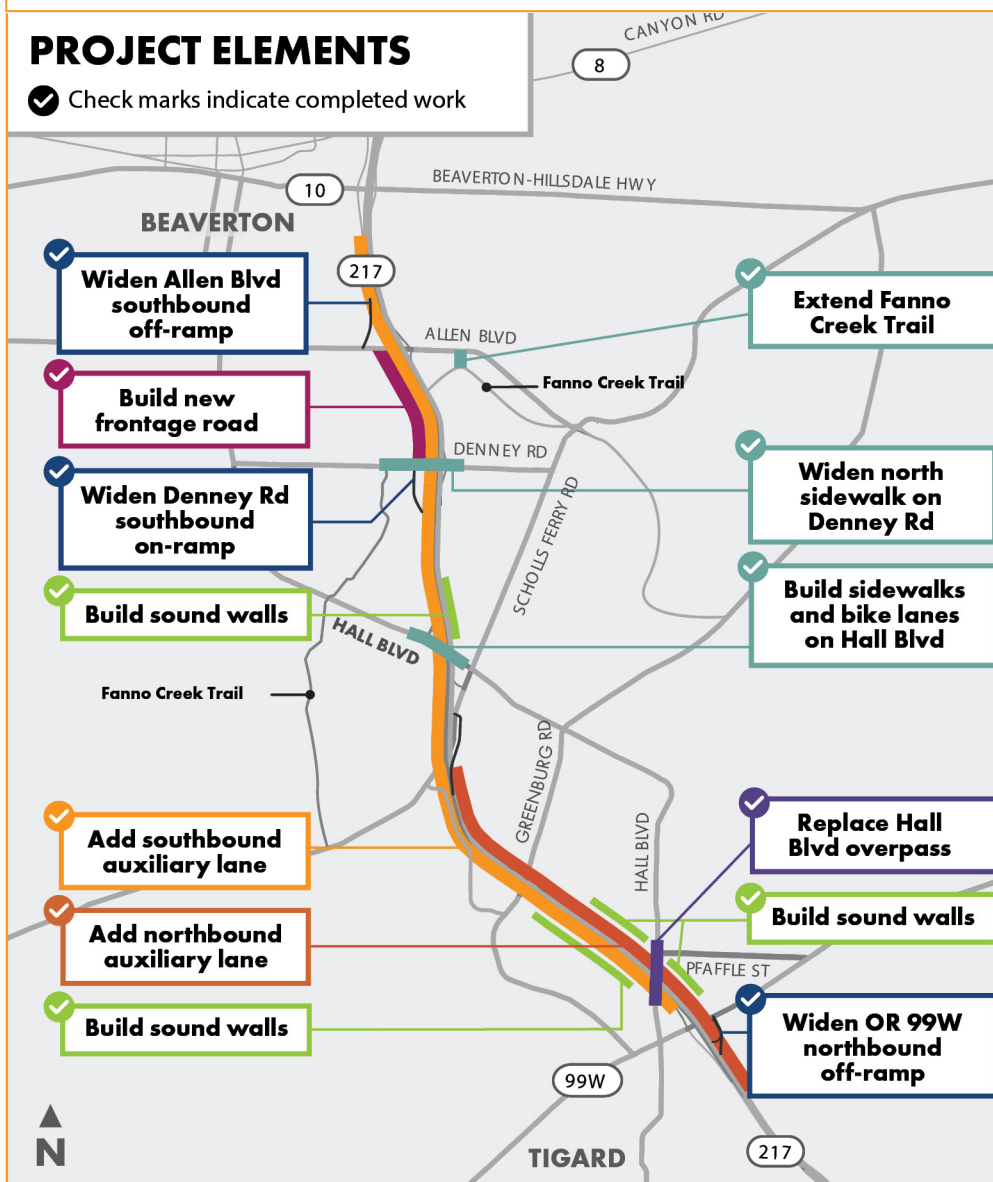 PROJECT ELEMENTS
Check marks indicate completed work
CANYON RD
8
BEAVERTON-HILLSDALE HWY
10
BEAVERTON
217
Widen Allen Blvd
southbound
off-ramp
Extend Fanno
Creek Trail
ALLEN BLVD
Fanno Creek Trail
Build new
frontage road
DENNEY RD
Widen north
sidewalk on
Denney Rd
Widen Denney Rd
southbound
on-ramp
SCHOLLS FERRY RD
Build sound walls
Build sidewalks
and bike lanes
on Hall Blvd
HALL BLVD
Fanno Creek Trail
GREENBURG RD
HALL BLVD
Add southbound
auxiliary lane
Replace Hall
Blvd overpass
Add northbound
auxiliary lane
Build sound walls
PFAFFLE ST
Build sound walls
Widen OR 99W
northbound
off-ramp
99W
N
TIGARD
217